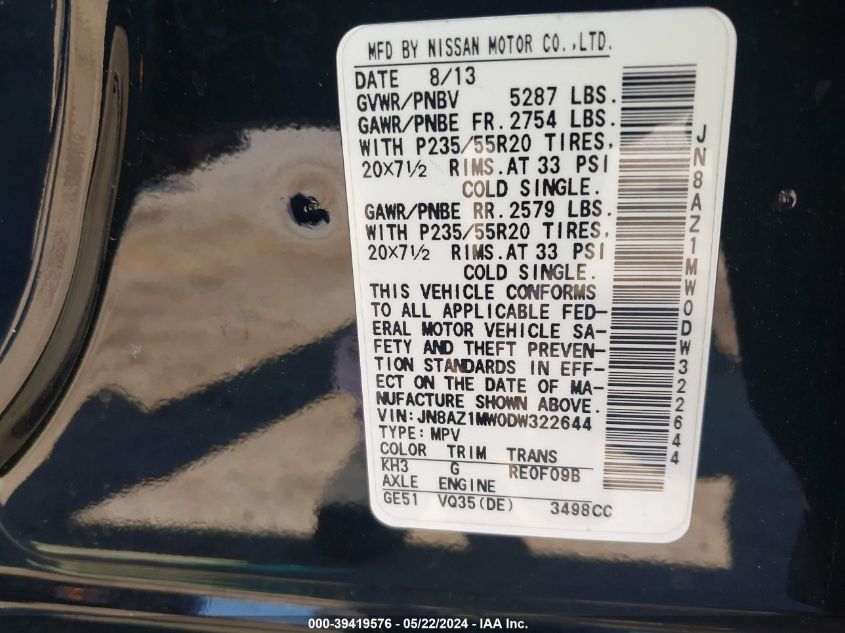 MFD BY NISSAN MOTOR CO.,LTD.
DATE 8/13
GVWR/PNBV 5287 LBS.
GAWR/PNBE FR. 2754 LBS.
WITH P235/55R20 TIRES,
20×7½ RIMS. AT 33 PSI
COLD SINGLE.
GAWR/PNBE RR. 2579 LBS.
WITH P235/55R20 TIRES,
20×7½ RIMS. AT 33 PSI
COLD SINGLE.
THIS VEHICLE CONFORMS
TO ALL APPLICABLE FED-
ERAL MOTOR VEHICLE SA-
FETY AND THEFT PREVEN-
TION STANDARDS IN EFF-
ECT ON THE DATE OF MA-
NUFACTURE SHOWN ABOVE.
VIN: JN8AZ1MW0DW322644
TYPE: MPV
COLOR TRIM TRANS
KH3 G RE0F09B
AXLE ENGINE
GE51 VQ35(DE) 3498CC
JN8AZ1MW0DW322644
000-39419576 - 05/22/2024 - IAA Inc.